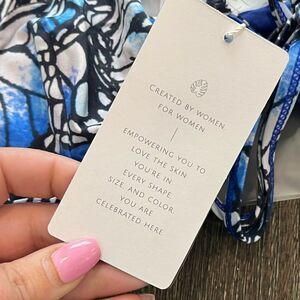 CREATED BY WOMEN
FOR WOMEN
EMPOWERING YOU TO
LOVE THE SKIN
YOU'RE IN
EVERY SHAPE,
SIZE, AND COLOR.
YOU ARE
CELEBRATED HERE